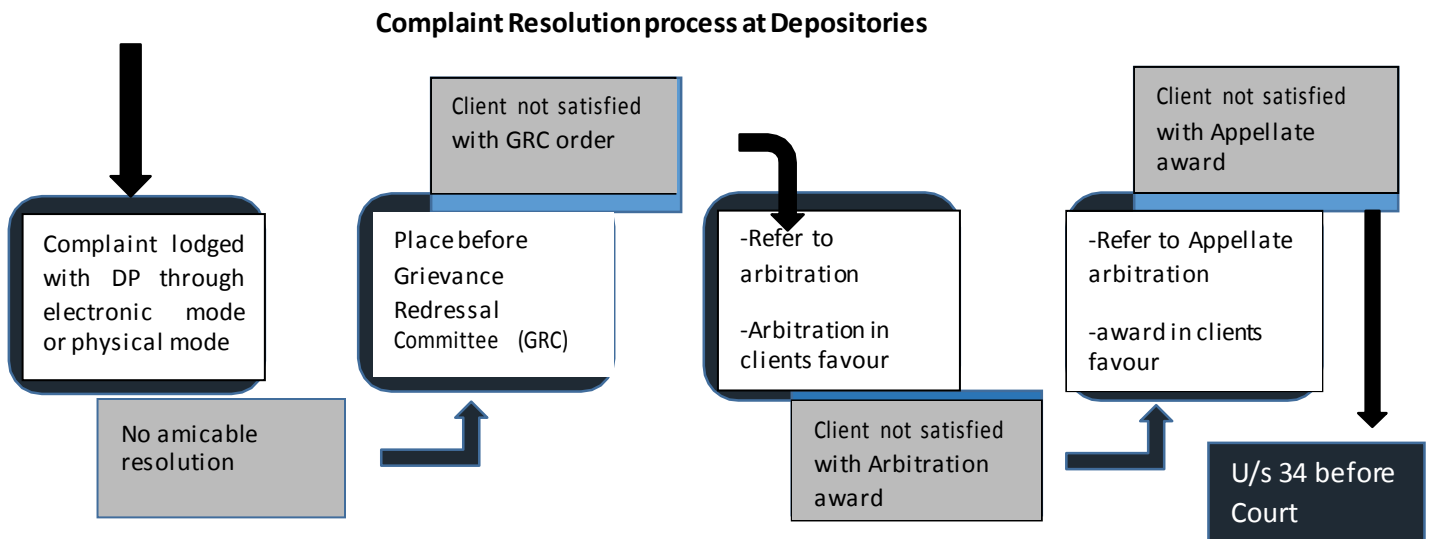 Complaint Resolution process at Depositories
Complaint lodged
with DP through
electronic mode
or physical mode
No amicable
resolution
Place before
Grievance
Redressal
Committee (GRC)
Client not satisfied
with GRC order
-Refer to
arbitration
-Arbitration in
clients favour
Client not satisfied
with Arbitration
award
-Refer to Appellate
arbitration
-award in clients
favour
Client not satisfied
with Appellate
award
U/s 34 before
Court